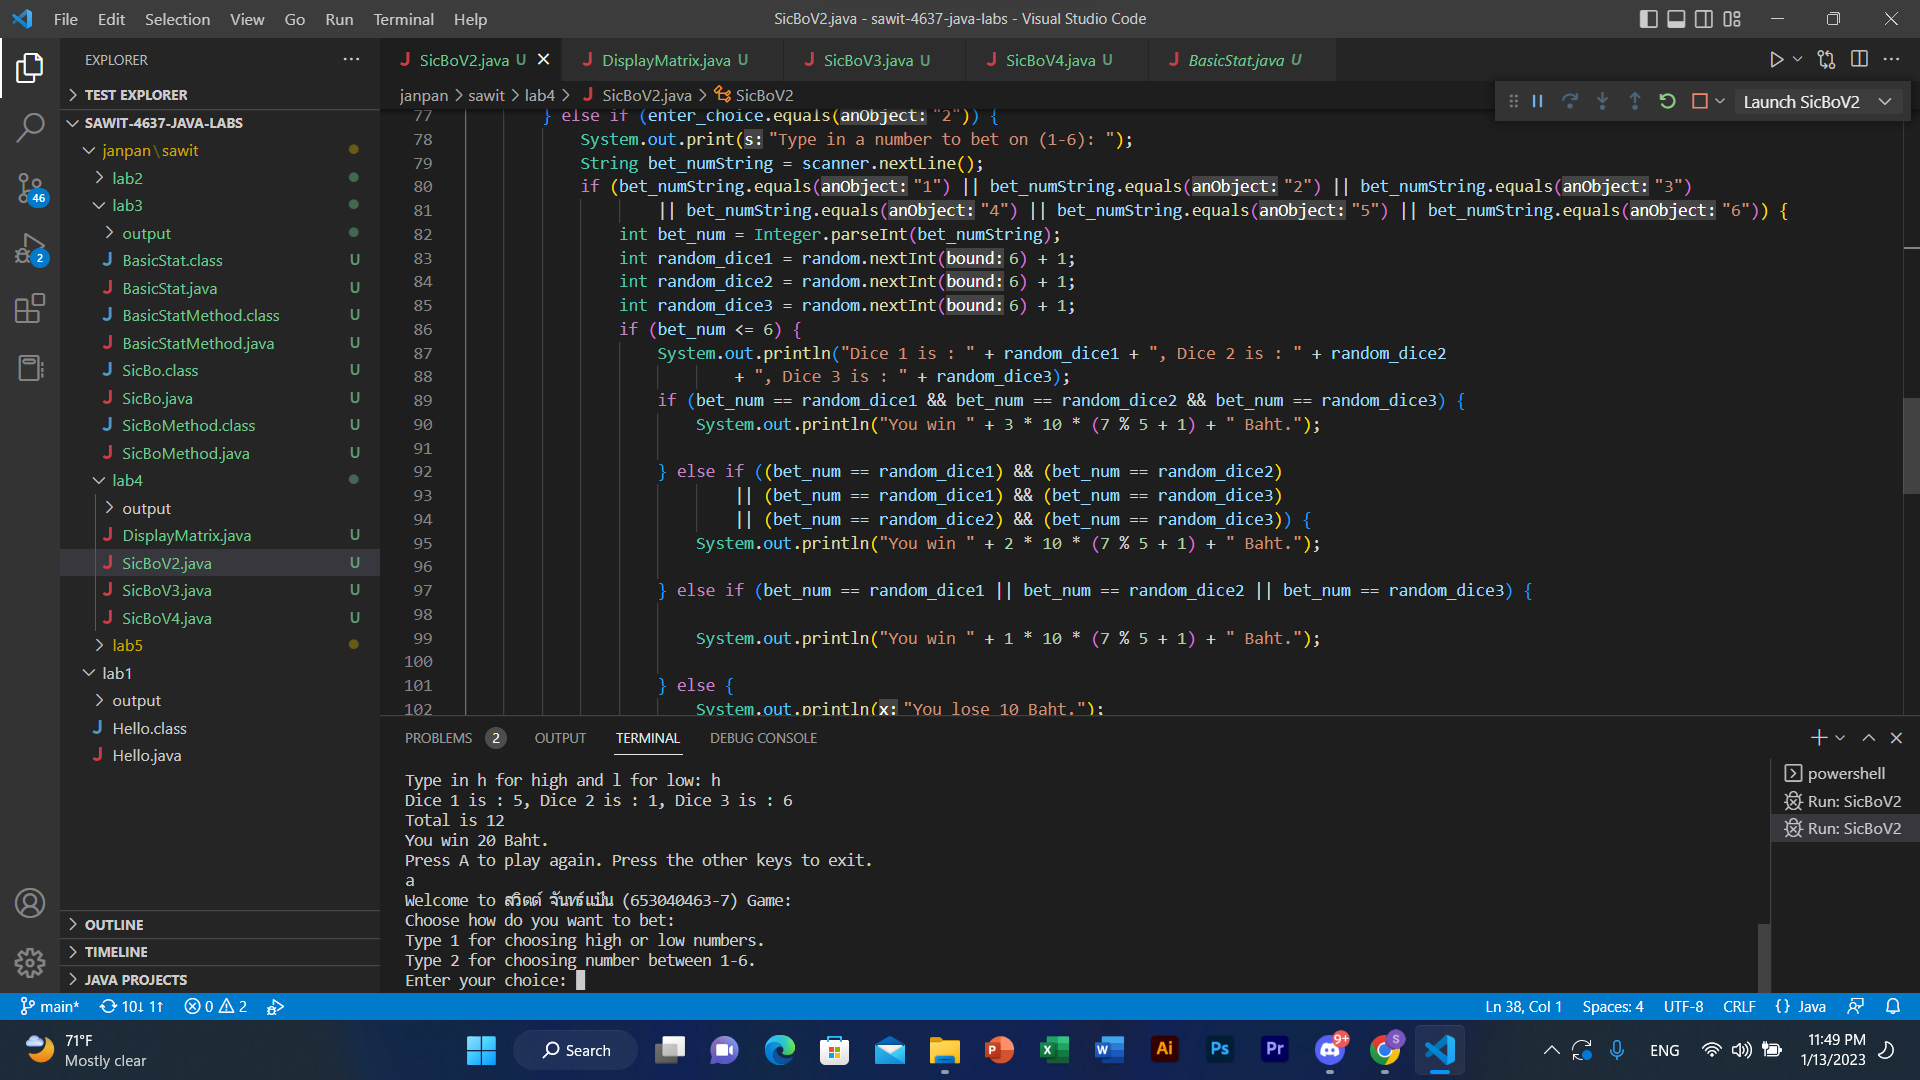 File Edit Selection View Go Run Terminal Help
SicBoV2.java - sawit-4637-java-labs - Visual Studio Code
EXPLORER
TEST EXPLORER
SAWIT-4637-JAVA-LABS
janpan\sawit
lab2
lab3
output
BasicStat.class U
BasicStat.java U
BasicStatMethod.class U
BasicStatMethod.java U
SicBo.class U
SicBo.java U
SicBoMethod.class U
SicBoMethod.java U
lab4
output
DisplayMatrix.java U
SicBoV2.java U
SicBoV3.java U
SicBoV4.java U
lab5
lab1
output
Hello.class
Hello.java
OUTLINE
TIMELINE
JAVA PROJECTS
46
2
SicBoV2.java U DisplayMatrix.java U SicBoV3.java U SicBoV4.java U BasicStat.java U
janpan > sawit > lab4 > SicBoV2.java > SicBoV2
Launch SicBoV2
77 } else if (enter_choice.equals(anObject: "2")) {
78 System.out.print(s: "Type in a number to bet on (1-6): ");
79 String bet_numString = scanner.nextLine();
80 if (bet_numString.equals(anObject: "1") || bet_numString.equals(anObject: "2") || bet_numString.equals(anObject: "3")
81 || bet_numString.equals(anObject: "4") || bet_numString.equals(anObject: "5") || bet_numString.equals(anObject: "6")) {
82 int bet_num = Integer.parseInt(bet_numString);
83 int random_dice1 = random.nextInt(bound: 6) + 1;
84 int random_dice2 = random.nextInt(bound: 6) + 1;
85 int random_dice3 = random.nextInt(bound: 6) + 1;
86 if (bet_num <= 6) {
87 System.out.println("Dice 1 is : " + random_dice1 + ", Dice 2 is : " + random_dice2
88 + ", Dice 3 is : " + random_dice3);
89 if (bet_num == random_dice1 && bet_num == random_dice2 && bet_num == random_dice3) {
90 System.out.println("You win " + 3 * 10 * (7 % 5 + 1) + " Baht.");
91
92 } else if ((bet_num == random_dice1) && (bet_num == random_dice2)
93 || (bet_num == random_dice1) && (bet_num == random_dice3)
94 || (bet_num == random_dice2) && (bet_num == random_dice3)) {
95 System.out.println("You win " + 2 * 10 * (7 % 5 + 1) + " Baht.");
96
97 } else if (bet_num == random_dice1 || bet_num == random_dice2 || bet_num == random_dice3) {
98
99 System.out.println("You win " + 1 * 10 * (7 % 5 + 1) + " Baht.");
100
101 } else {
102 System.out.println(x: "You lose 10 Baht.");
PROBLEMS 2 OUTPUT TERMINAL DEBUG CONSOLE
Type in h for high and l for low: h
Dice 1 is : 5, Dice 2 is : 1, Dice 3 is : 6
Total is 12
You win 20 Baht.
Press A to play again. Press the other keys to exit.
a
Welcome to สวิตต์ จันทร์แป้น (653040463-7) Game:
Choose how do you want to bet:
Type 1 for choosing high or low numbers.
Type 2 for choosing number between 1-6.
Enter your choice:
powershell
Run: SicBoV2
Run: SicBoV2
main* 10↓ 1↑ 0 2
Ln 38, Col 1 Spaces: 4 UTF-8 CRLF {} Java
71°F
Mostly clear
Search
P X W Ai Ps Pr 9+ S
ENG
11:49 PM
1/13/2023